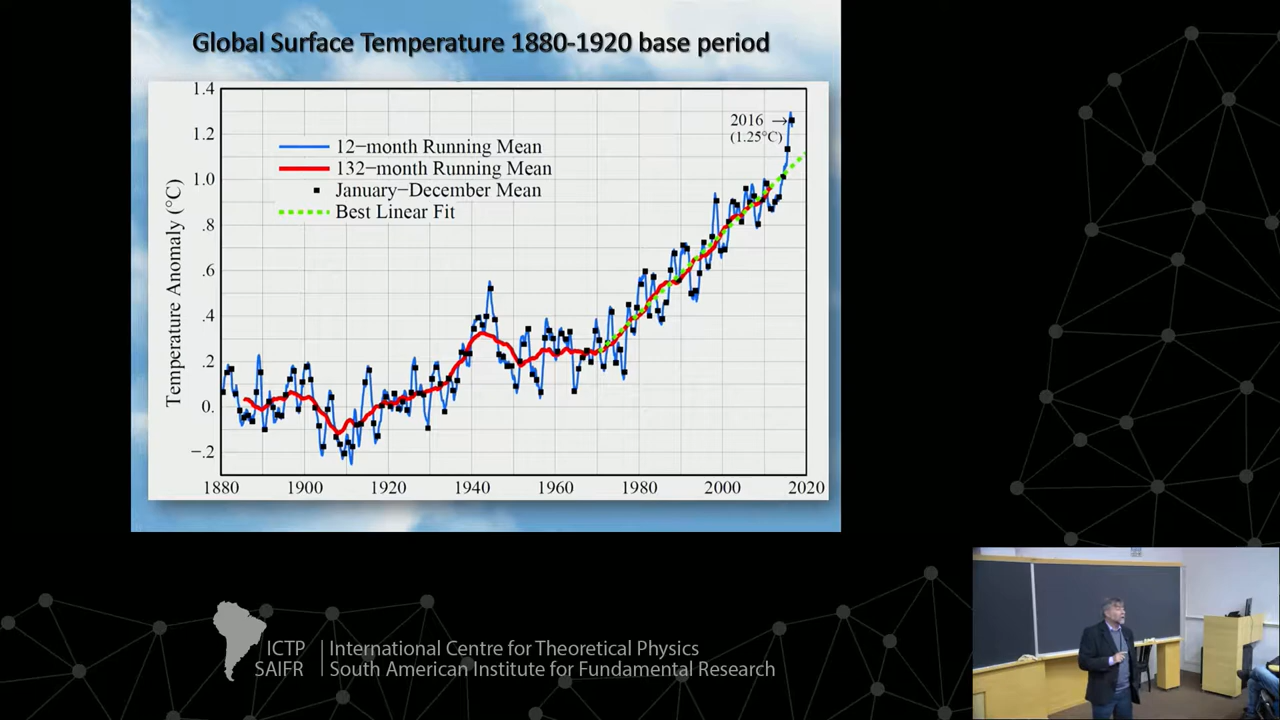 Global Surface Temperature 1880-1920 base period
1.4
1.2
1.0
.8
.6
.4
.2
0.
−.2
Temperature Anomaly (°C)
12−month Running Mean
132−month Running Mean
January−December Mean
Best Linear Fit
2016 →
(1.25°C)
1880 1900 1920 1940 1960 1980 2000 2020
ICTP
SAIFR
International Centre for Theoretical Physics
South American Institute for Fundamental Research